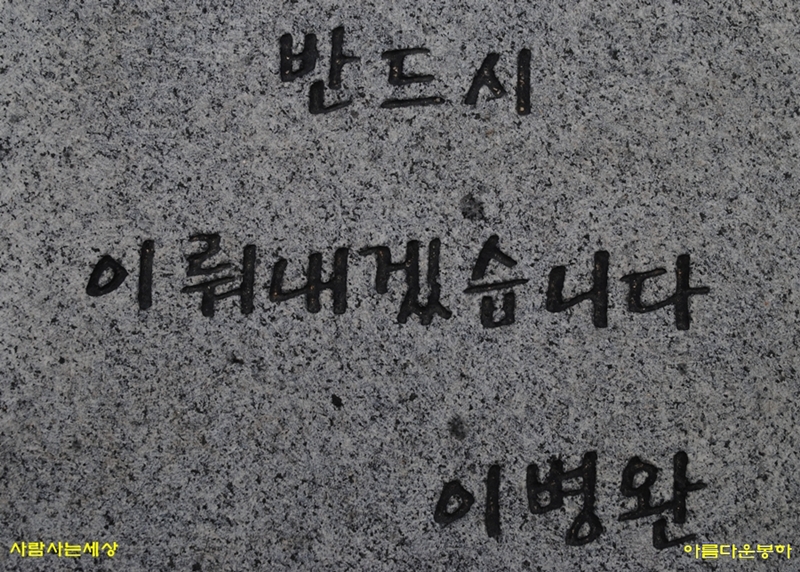 반드시
이뤄내겠습니다
이병완
사람사는세상
아름다운봉하